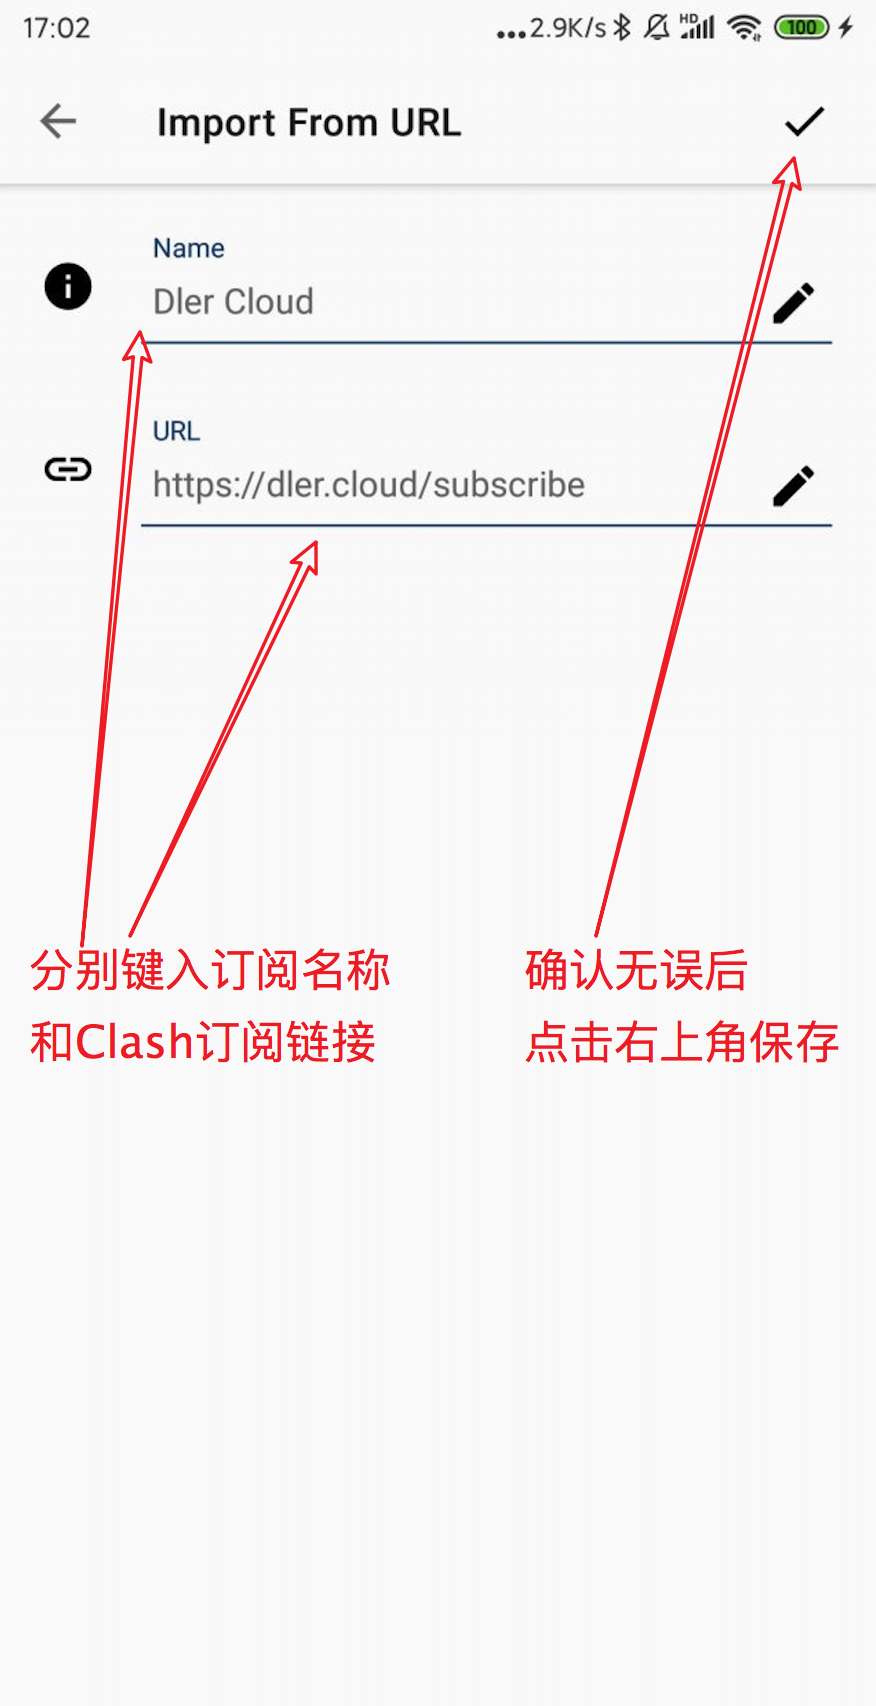 17:02
...2.9K/s HD 100
Import From URL
Name
Dler Cloud
URL
https://dler.cloud/subscribe
分别键入订阅名称
和Clash订阅链接
确认无误后
点击右上角保存